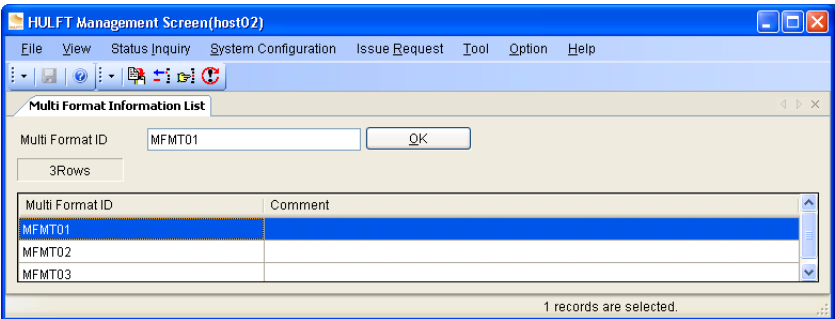 HULFT Management Screen(host02)
File View Status Inquiry System Configuration Issue Request Tool Option Help
Multi Format Information List
Multi Format ID MFMT01 OK
3Rows
Multi Format ID Comment
MFMT01
MFMT02
MFMT03
1 records are selected.